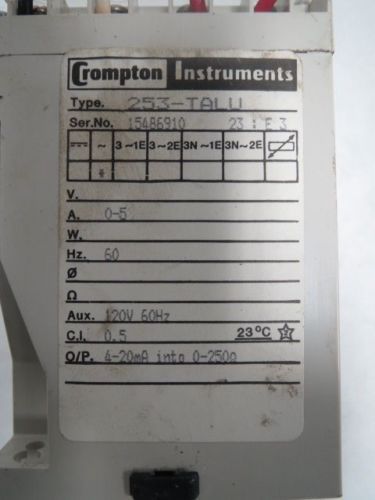 Crompton Instruments
Type. 253-TALU
Ser.No. 15486910 23 : E 3
~ 3~1E 3~2E 3N~1E 3N~2E
*
V.
A. 0-5
W.
Hz. 60
Ø
Ω
Aux. 120V 60Hz
C.I. 0.5 23°C
O/P. 4-20mA into 0-250Ω